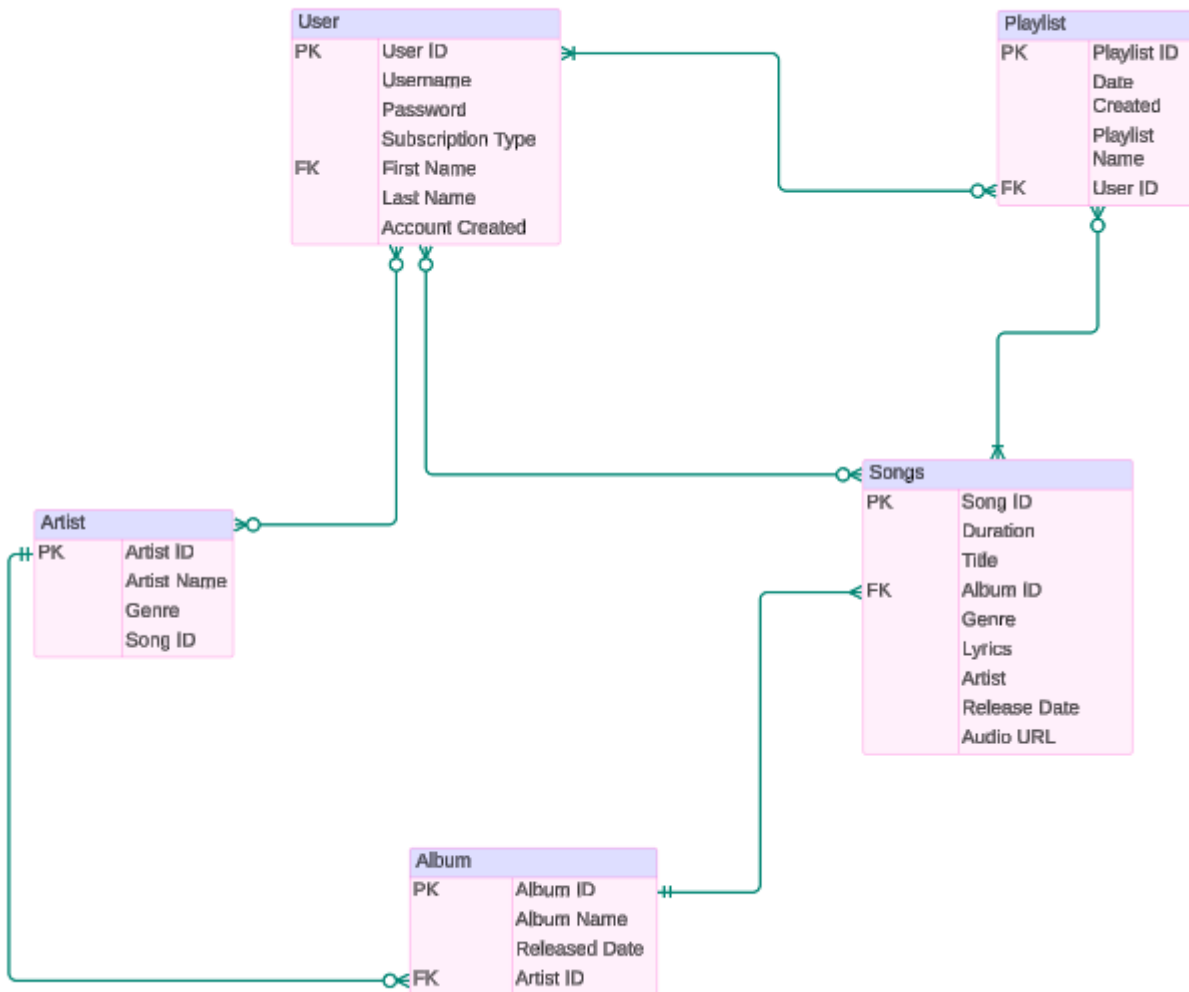 User
PK User ID
Username
Password
Subscription Type
FK First Name
Last Name
Account Created
Playlist
PK Playlist ID
Date
Created
Playlist
Name
FK User ID
Artist
PK Artist ID
Artist Name
Genre
Song ID
Songs
PK Song ID
Duration
Title
FK Album ID
Genre
Lyrics
Artist
Release Date
Audio URL
Album
PK Album ID
Album Name
Released Date
FK Artist ID